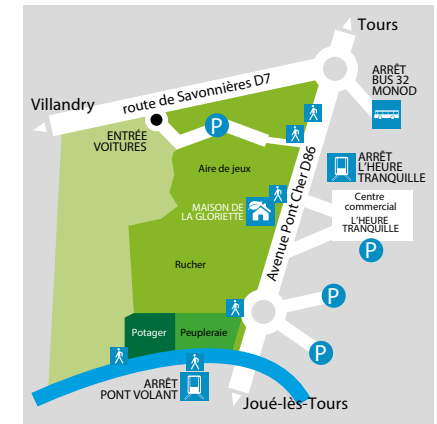 Tours
ARRÊT
BUS 32
MONOD
route de Savonnières D7
Villandry
ENTRÉE
VOITURES
P
Aire de jeux
ARRÊT
L'HEURE
TRANQUILLE
MAISON DE
LA GLORIETTE
Avenue Pont Cher D86
Centre
commercial
L'HEURE
TRANQUILLE
P
Rucher
P
Potager
Peupleraie
P
ARRÊT
PONT VOLANT
Joué-lès-Tours